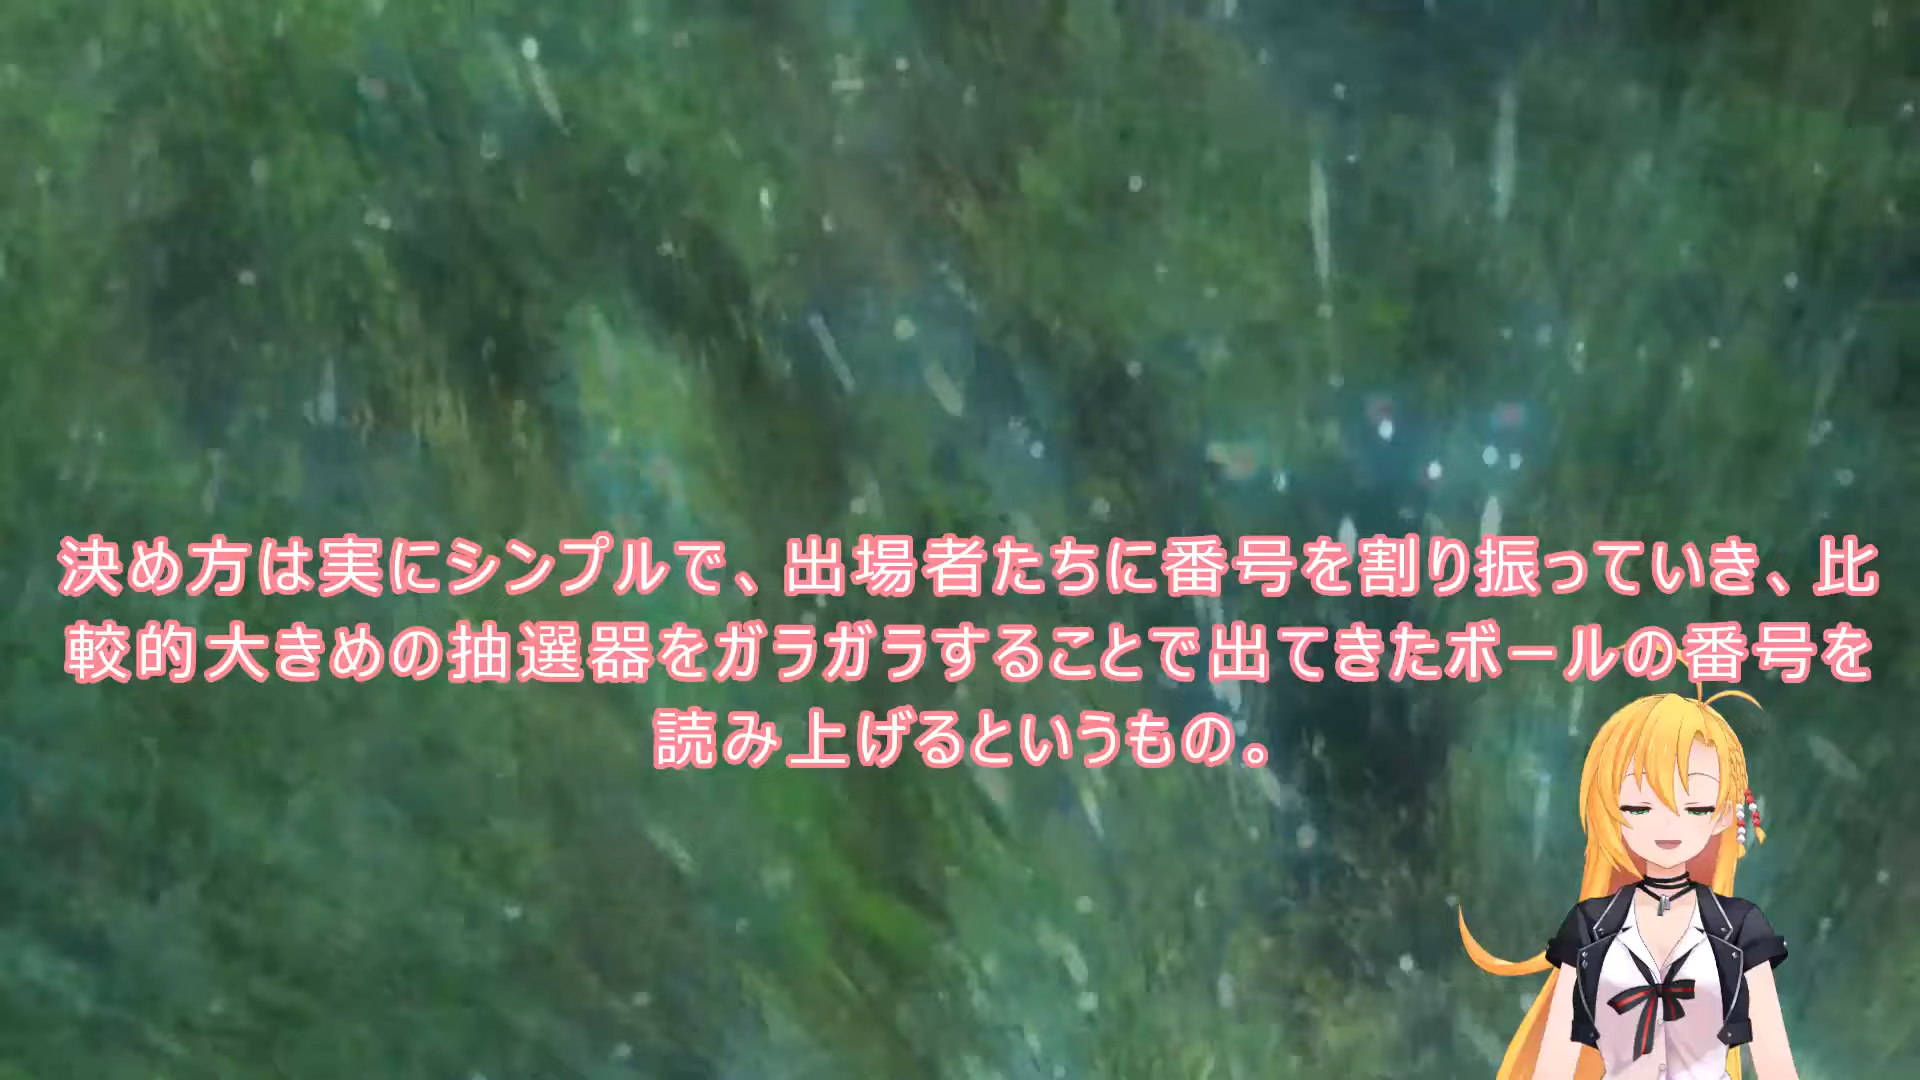 決め方は実にシンプルで、出場者たちに番号を割り振っていき、比
較的大きめの抽選器をガラガラすることで出てきたボールの番号を
読み上げるというもの。